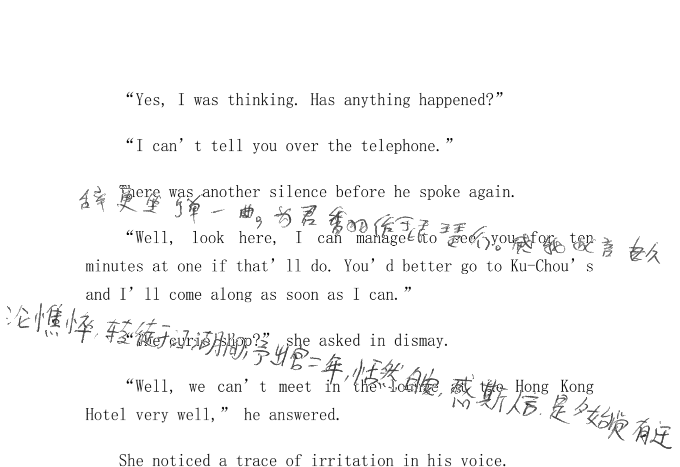 “Yes, I was thinking. Has anything happened?”
“I can’t tell you over the telephone.”
There was another silence before he spoke again.
辞更坐弹一曲。为君翻作琵琶行。感我此言良久
“Well, look here, I can manage to see you for ten
minutes at one if that’ll do. You’d better go to Ku-Chou’s
and I’ll come along as soon as I can.”
沦憔悴,转徙于江湖间,予出官二年,恬然自安,感斯人言,是夕始觉有迁
“The curio shop?” she asked in dismay.
“Well, we can’t meet in the lounge at the Hong Kong
Hotel very well,” he answered.
She noticed a trace of irritation in his voice.